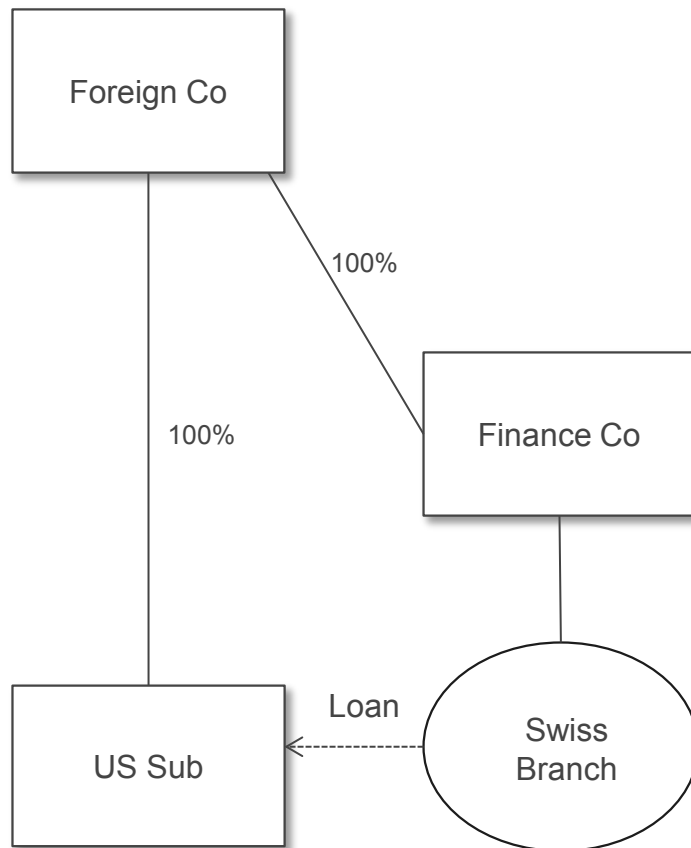 Foreign Co
100%
100%
Finance Co
Loan
US Sub
Swiss
Branch